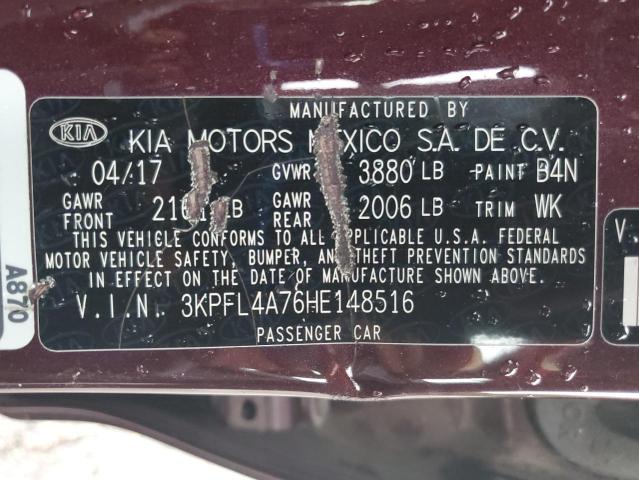 MANUFACTURED BY
KIA KIA MOTORS MEXICO S.A. DE C.V.
04/17 GVWR 3880 LB PAINT B4N
GAWR FRONT LB GAWR REAR 2006 LB TRIM WK
THIS VEHICLE CONFORMS TO ALL APPLICABLE U.S.A. FEDERAL
MOTOR VEHICLE SAFETY, BUMPER, AND THEFT PREVENTION STANDARDS
IN EFFECT ON THE DATE OF MANUFACTURE SHOWN ABOVE.
V.I.N. 3KPFL4A76HE148516
PASSENGER CAR
A870
V.